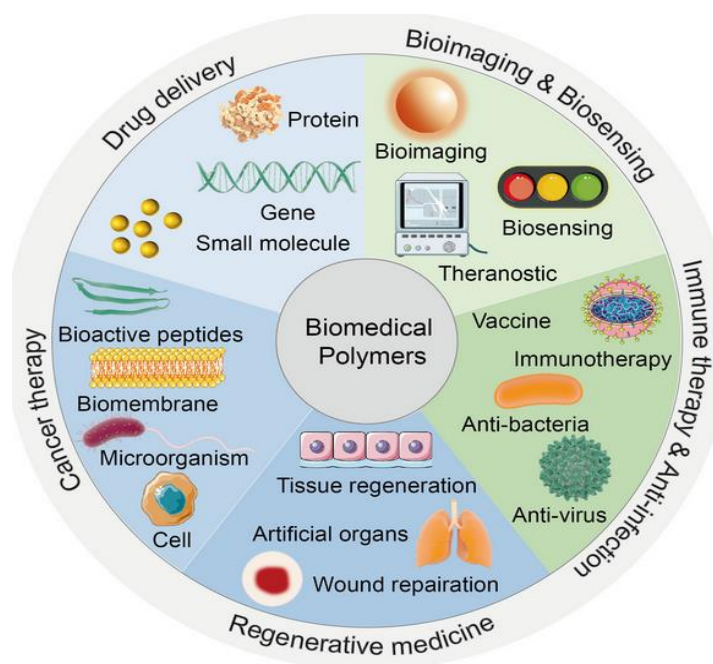 Drug delivery
Protein
Gene
Small molecule
Bioimaging & Biosensing
Bioimaging
Biosensing
Theranostic
Immune therapy & Anti-infection
Vaccine
Immunotherapy
Anti-bacteria
Anti-virus
Regenerative medicine
Tissue regeneration
Artificial organs
Wound repairation
Cancer therapy
Bioactive peptides
Biomembrane
Microorganism
Cell
Biomedical
Polymers